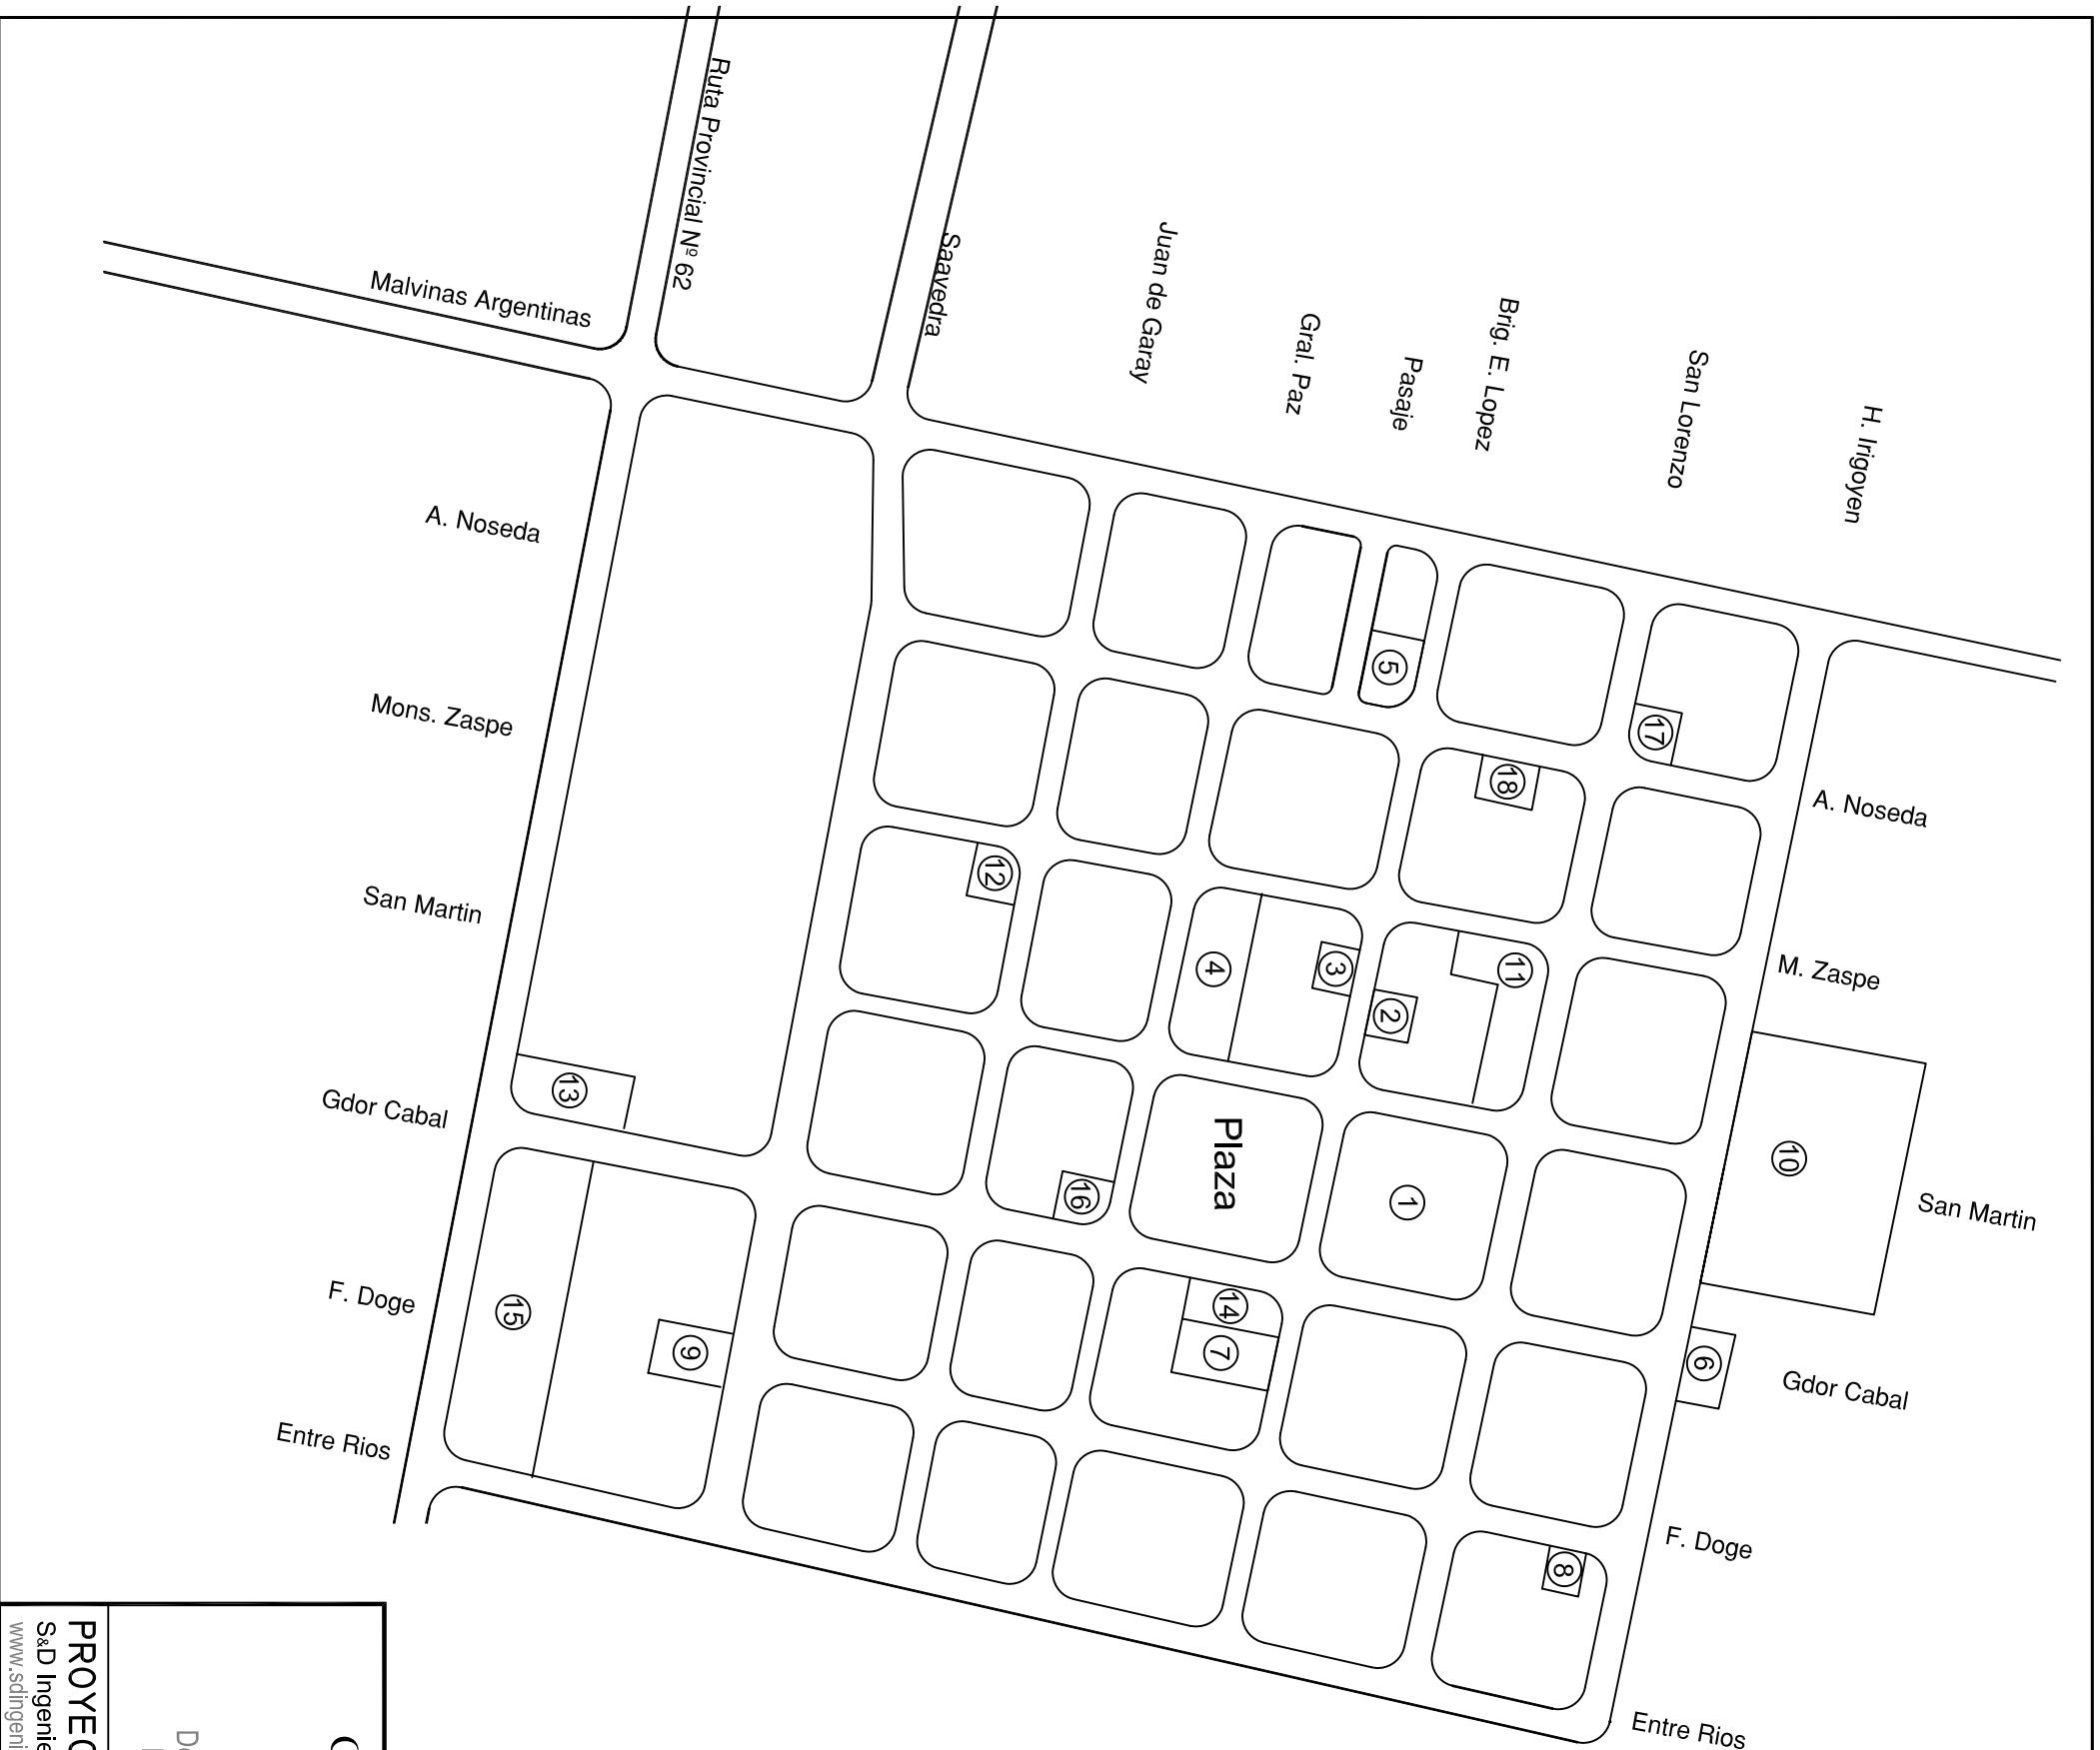 Ruta Provincial Nº 62
Saavedra
Juan de Garay
Gral. Paz
Pasaje
Brig. E. Lopez
San Lorenzo
H. Irigoyen
Malvinas Argentinas
A. Noseda
Mons. Zaspe
San Martin
Gdor Cabal
F. Doge
Entre Rios
A. Noseda
M. Zaspe
San Martin
Gdor Cabal
F. Doge
Entre Rios
5
17
18
12
4
3
2
11
13
10
Plaza
16
1
15
9
14
7
6
8
PROYEC
S&D Ingenie
www.sdingeni